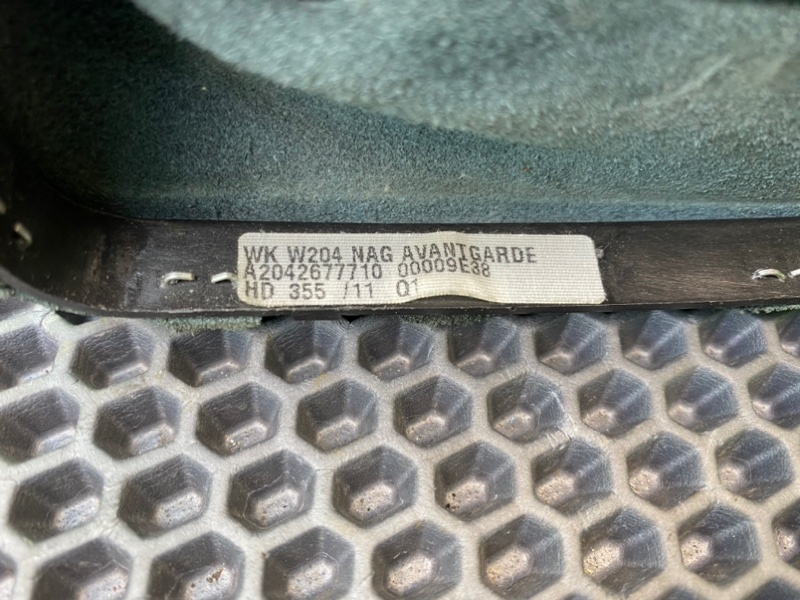 WK W204 NAG AVANTGARDE
A2042677710 00009E38
HD 355 /11 01